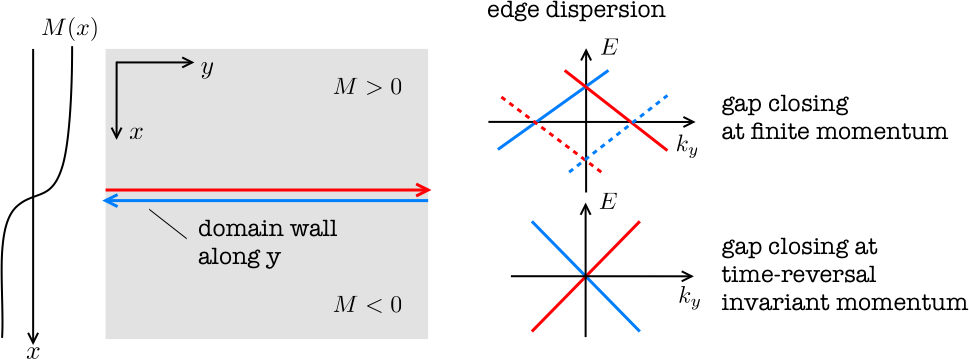 M(x)
y
x
M > 0
domain wall
along y
M < 0
x
edge dispersion
E
k_y
gap closing
at finite momentum
E
k_y
gap closing at
time-reversal
invariant momentum